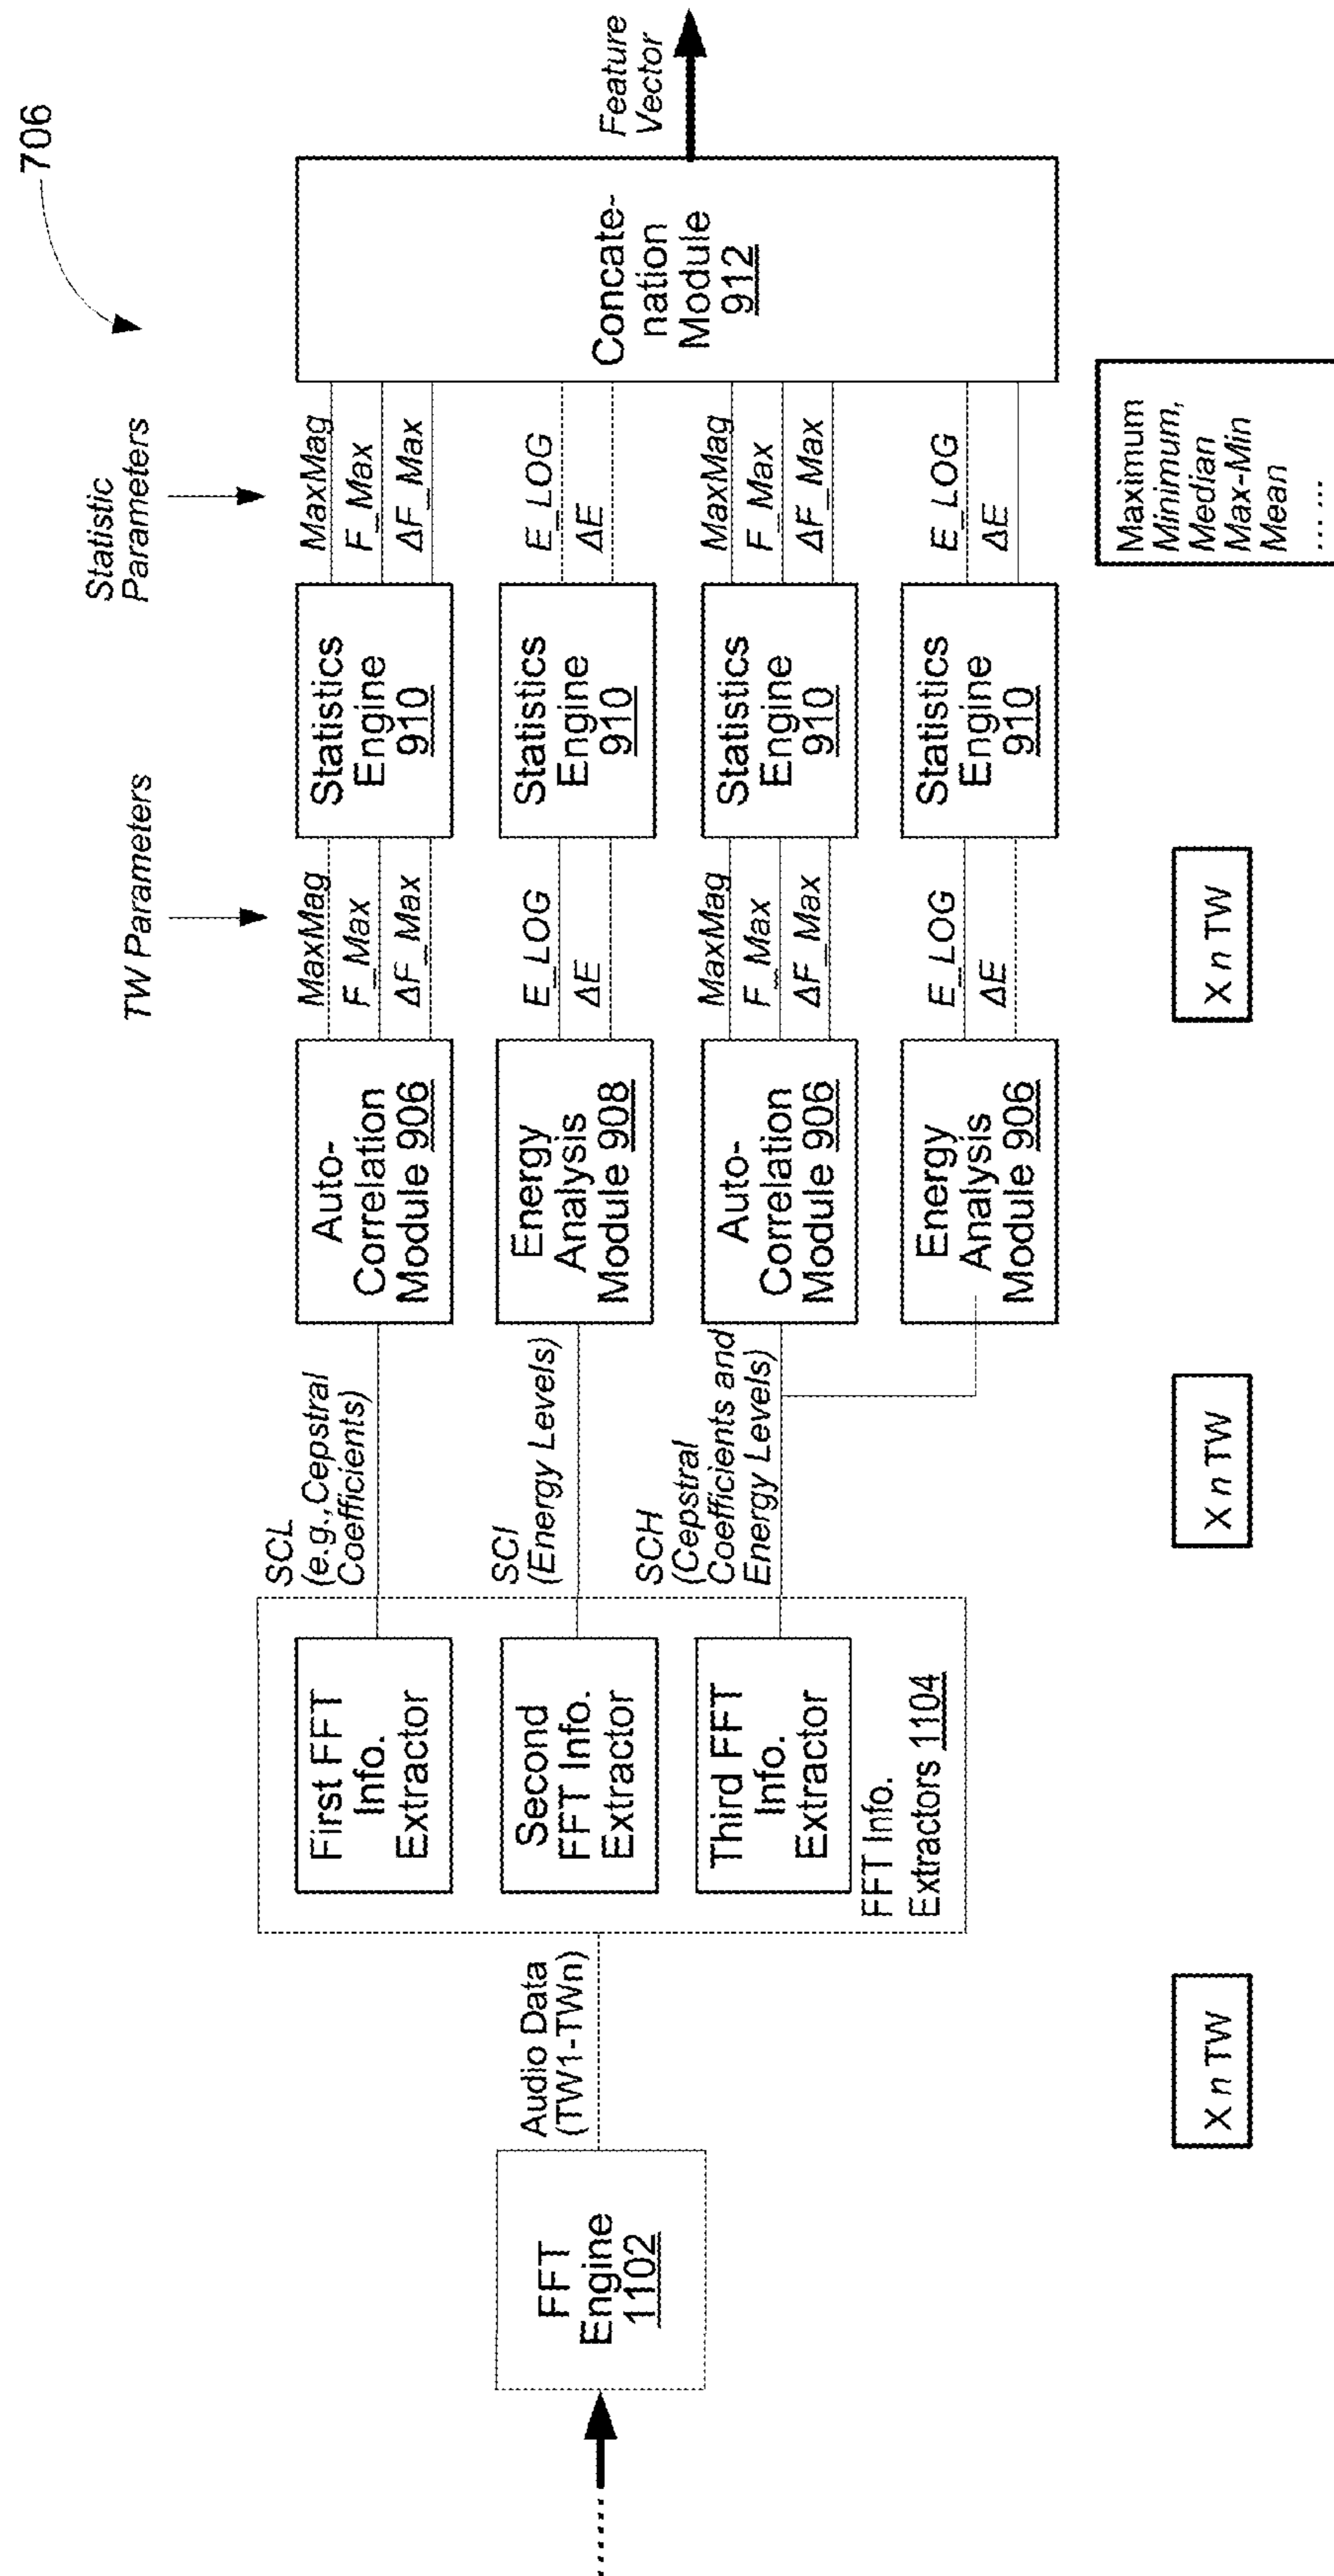 706
FFT
Engine
1102
Audio Data
(TW1-TWn)
First FFT
Info.
Extractor
Second
FFT Info.
Extractor
Third FFT
Info.
Extractor
FFT Info.
Extractors 1104
SCL
(e.g., Cepstral
Coefficients)
SCI
(Energy Levels)
SCH
(Cepstral
Coefficients and
Energy Levels)
Auto-
Correlation
Module 906
Energy
Analysis
Module 908
Auto-
Correlation
Module 906
Energy
Analysis
Module 906
TW Parameters
MaxMag
F_Max
ΔF_Max
E_LOG
ΔE
MaxMag
F_Max
ΔF_Max
E_LOG
ΔE
Statistics
Engine
910
Statistics
Engine
910
Statistics
Engine
910
Statistics
Engine
910
Statistic
Parameters
MaxMag
F_Max
ΔF_Max
E_LOG
ΔE
MaxMag
F_Max
ΔF_Max
E_LOG
ΔE
Concate-
nation
Module
912
Feature
Vector
X n TW
X n TW
X n TW
Maximum
Minimum,
Median
Max-Min
Mean
... ...